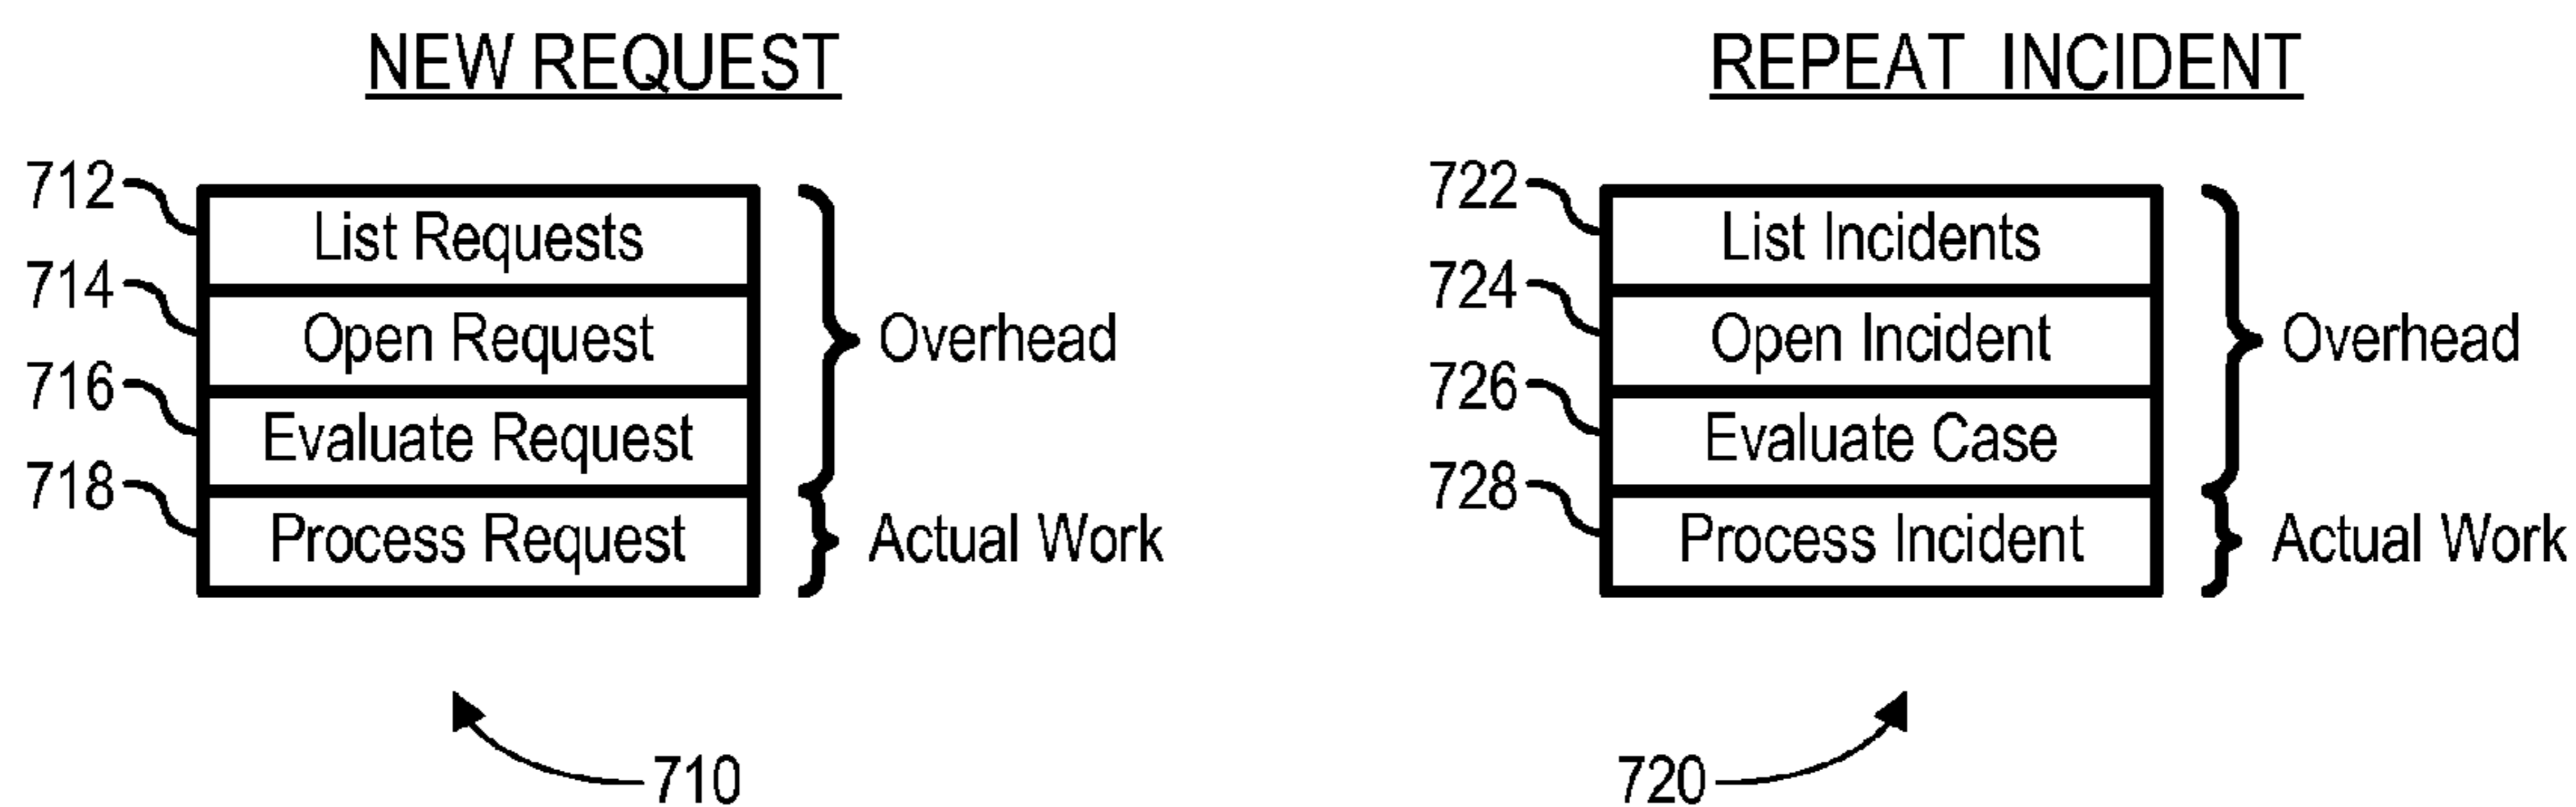 NEW REQUEST
712
List Requests
714
Open Request
Overhead
716
Evaluate Request
718
Process Request
Actual Work
710
REPEAT INCIDENT
722
List Incidents
724
Open Incident
Overhead
726
Evaluate Case
728
Process Incident
Actual Work
720